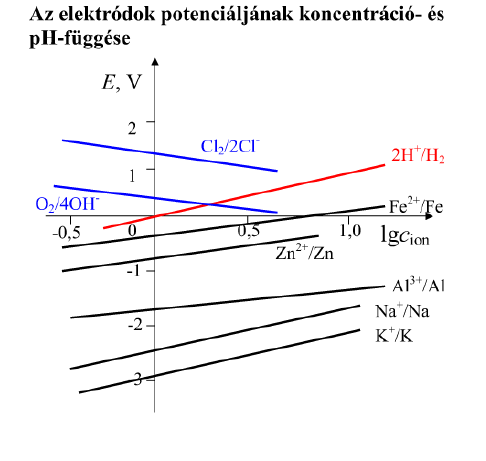 Az elektródok potenciáljának koncentráció- és
pH-függése
E, V
2
Cl₂/2Cl⁻
2H⁺/H₂
1
O₂/4OH⁻
Fe²⁺/Fe
-0,5
0
0,5
1,0
lgc_ion
Zn²⁺/Zn
-1
Al³⁺/Al
Na⁺/Na
-2
K⁺/K
-3